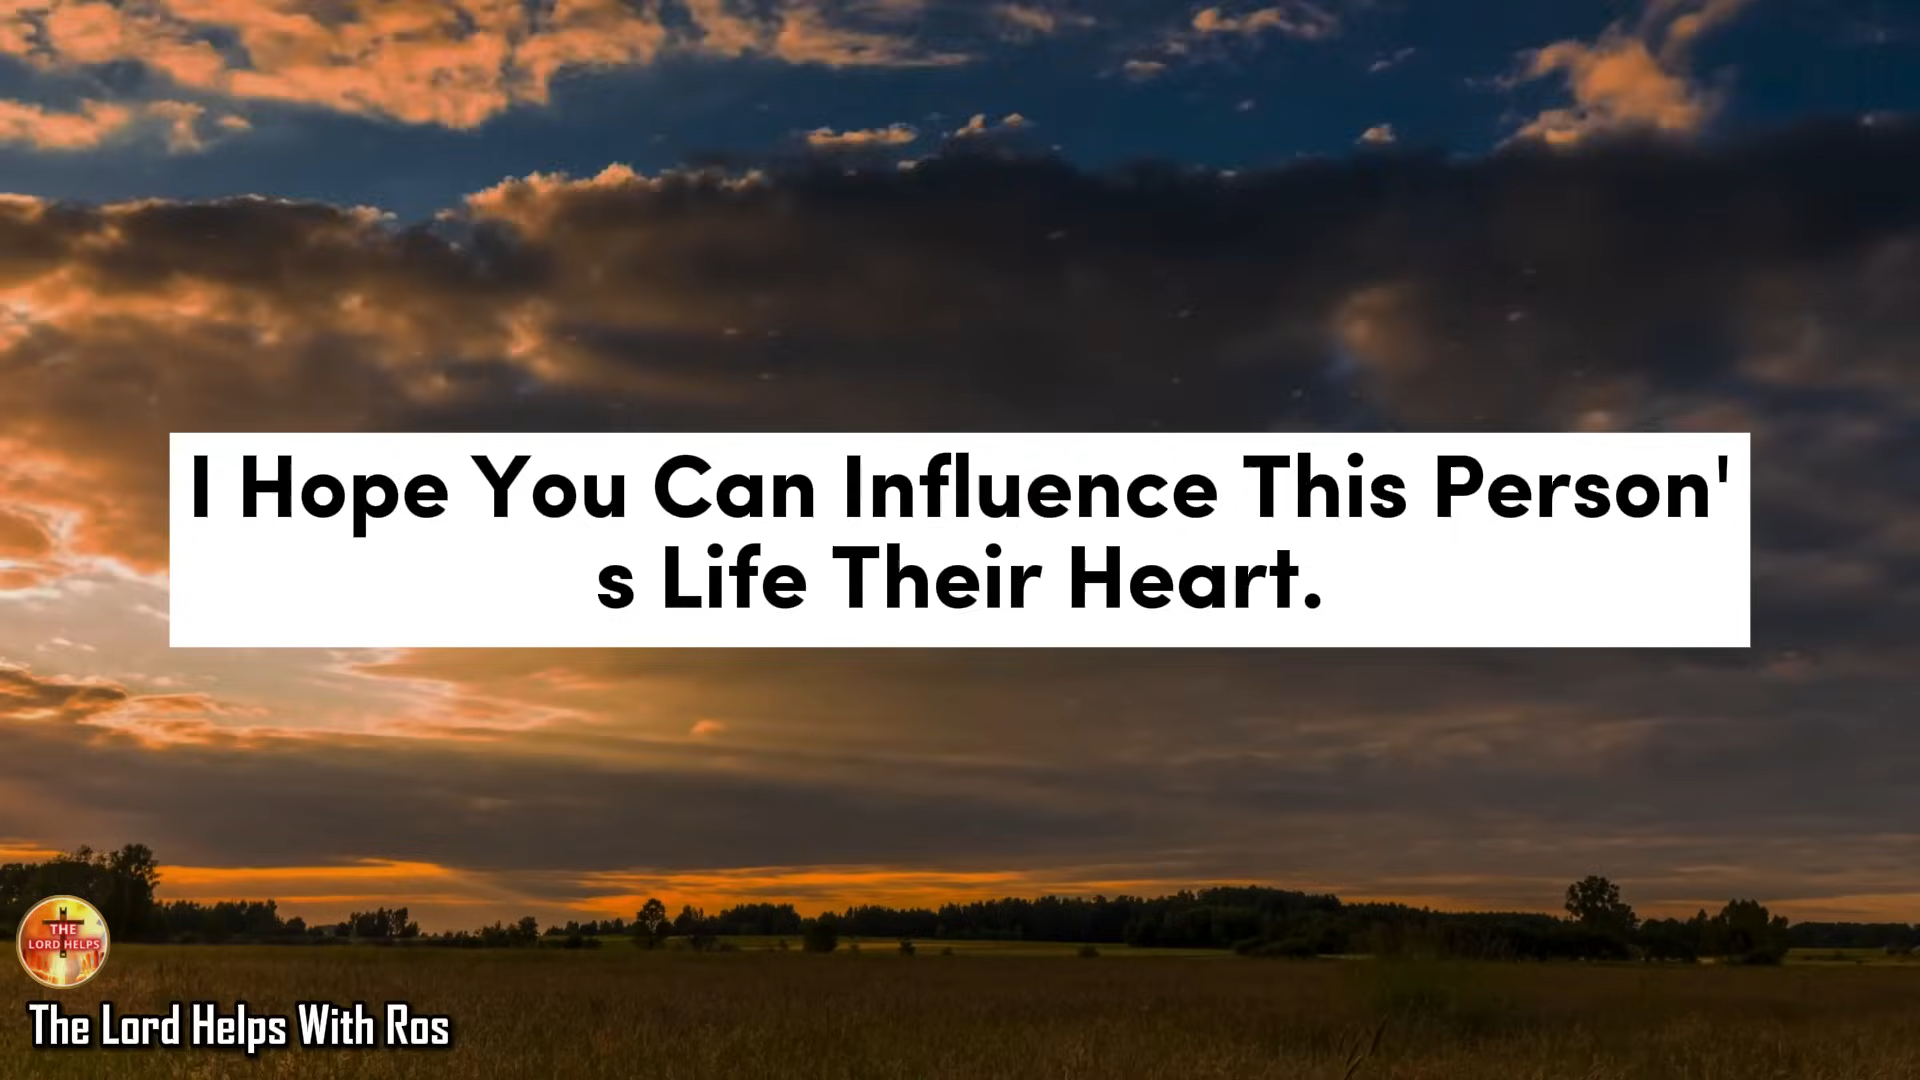 I Hope You Can Influence This Person'
s Life Their Heart.
THE
LORD HELPS
The Lord Helps With Ros